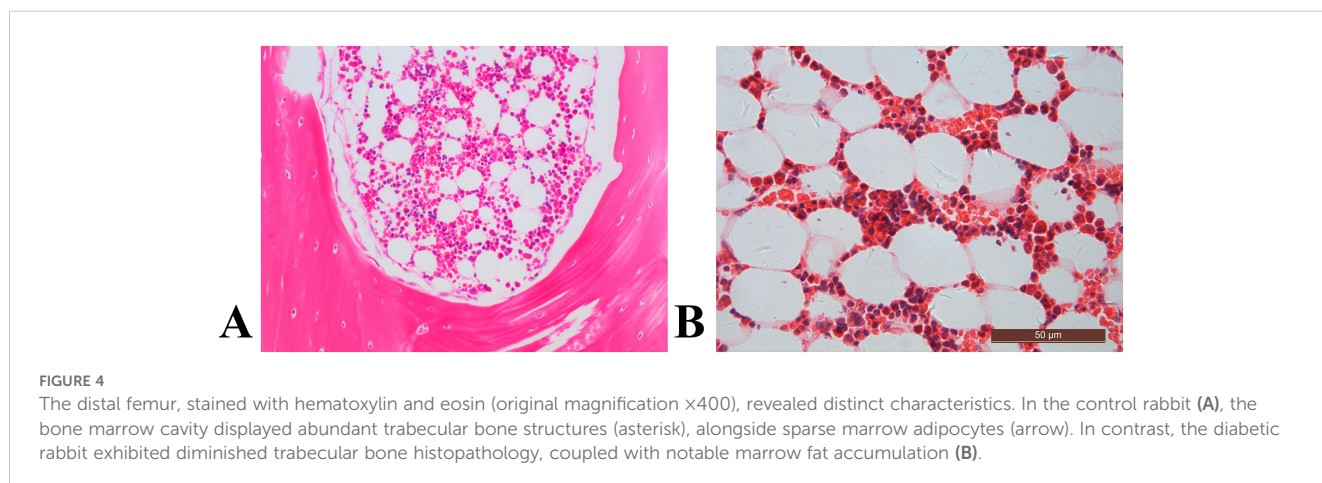 A
B
50 µm
FIGURE 4
The distal femur, stained with hematoxylin and eosin (original magnification ×400), revealed distinct characteristics. In the control rabbit (A), the
bone marrow cavity displayed abundant trabecular bone structures (asterisk), alongside sparse marrow adipocytes (arrow). In contrast, the diabetic
rabbit exhibited diminished trabecular bone histopathology, coupled with notable marrow fat accumulation (B).